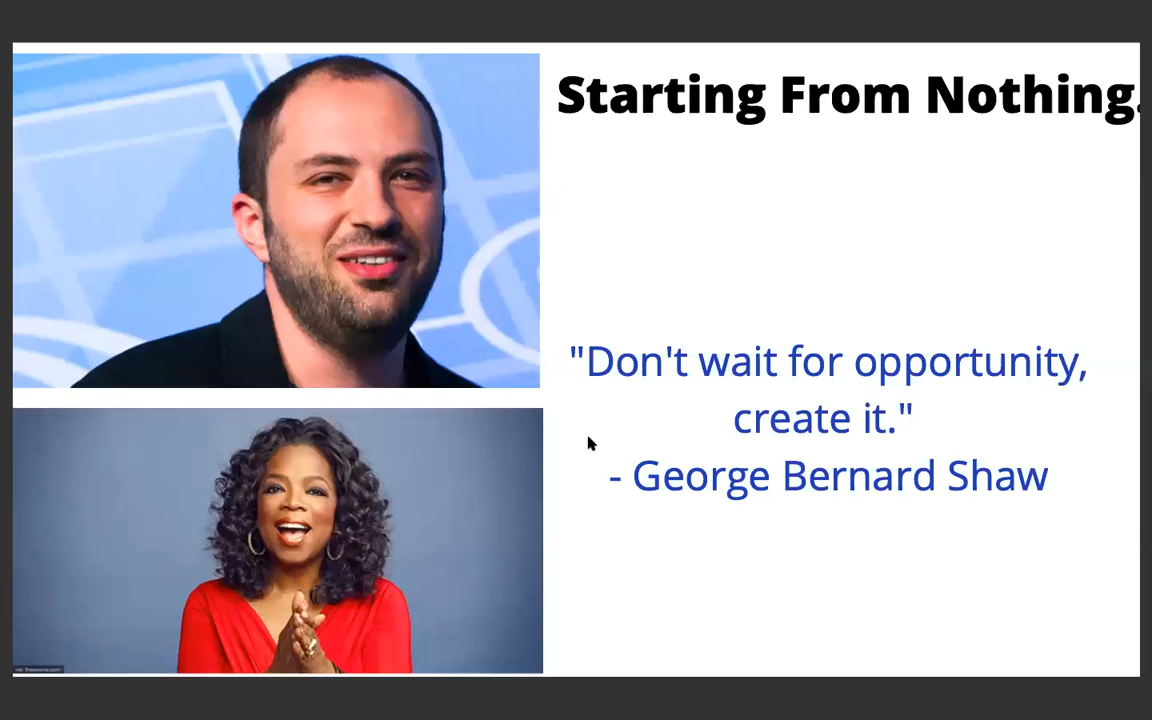 Starting From Nothing.
"Don't wait for opportunity,
create it."
- George Bernard Shaw